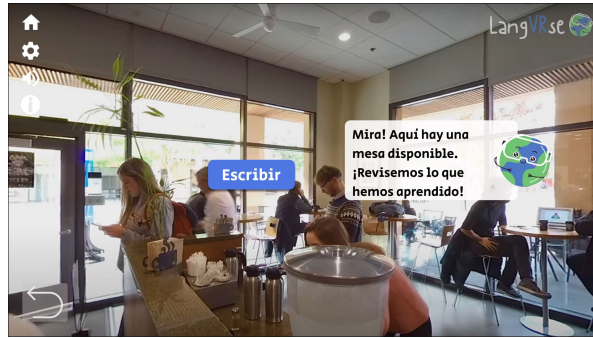 LangVRse
Mira! Aquí hay una
mesa disponible.
¡Revisemos lo que
hemos aprendido!
Escribir